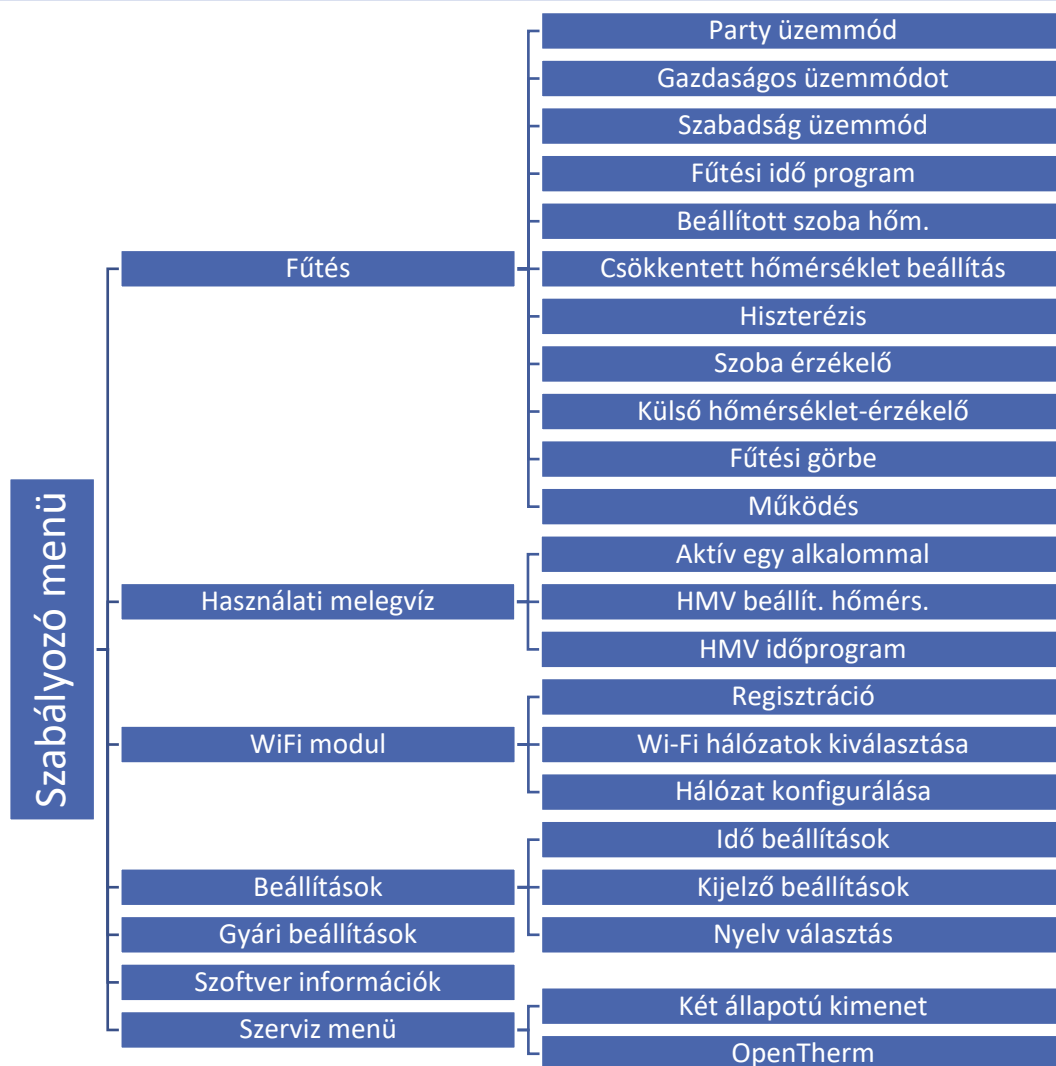 Szabályozó menü
Fűtés
Party üzemmód
Gazdaságos üzemmódot
Szabadság üzemmód
Fűtési idő program
Beállított szoba hőm.
Csökkentett hőmérséklet beállítás
Hiszterézis
Szoba érzékelő
Külső hőmérséklet-érzékelő
Fűtési görbe
Működés
Használati melegvíz
Aktív egy alkalommal
HMV beállít. hőmérs.
HMV időprogram
WiFi modul
Regisztráció
Wi-Fi hálózatok kiválasztása
Hálózat konfigurálása
Beállítások
Idő beállítások
Kijelző beállítások
Nyelv választás
Gyári beállítások
Szoftver információk
Szerviz menü
Két állapotú kimenet
OpenTherm